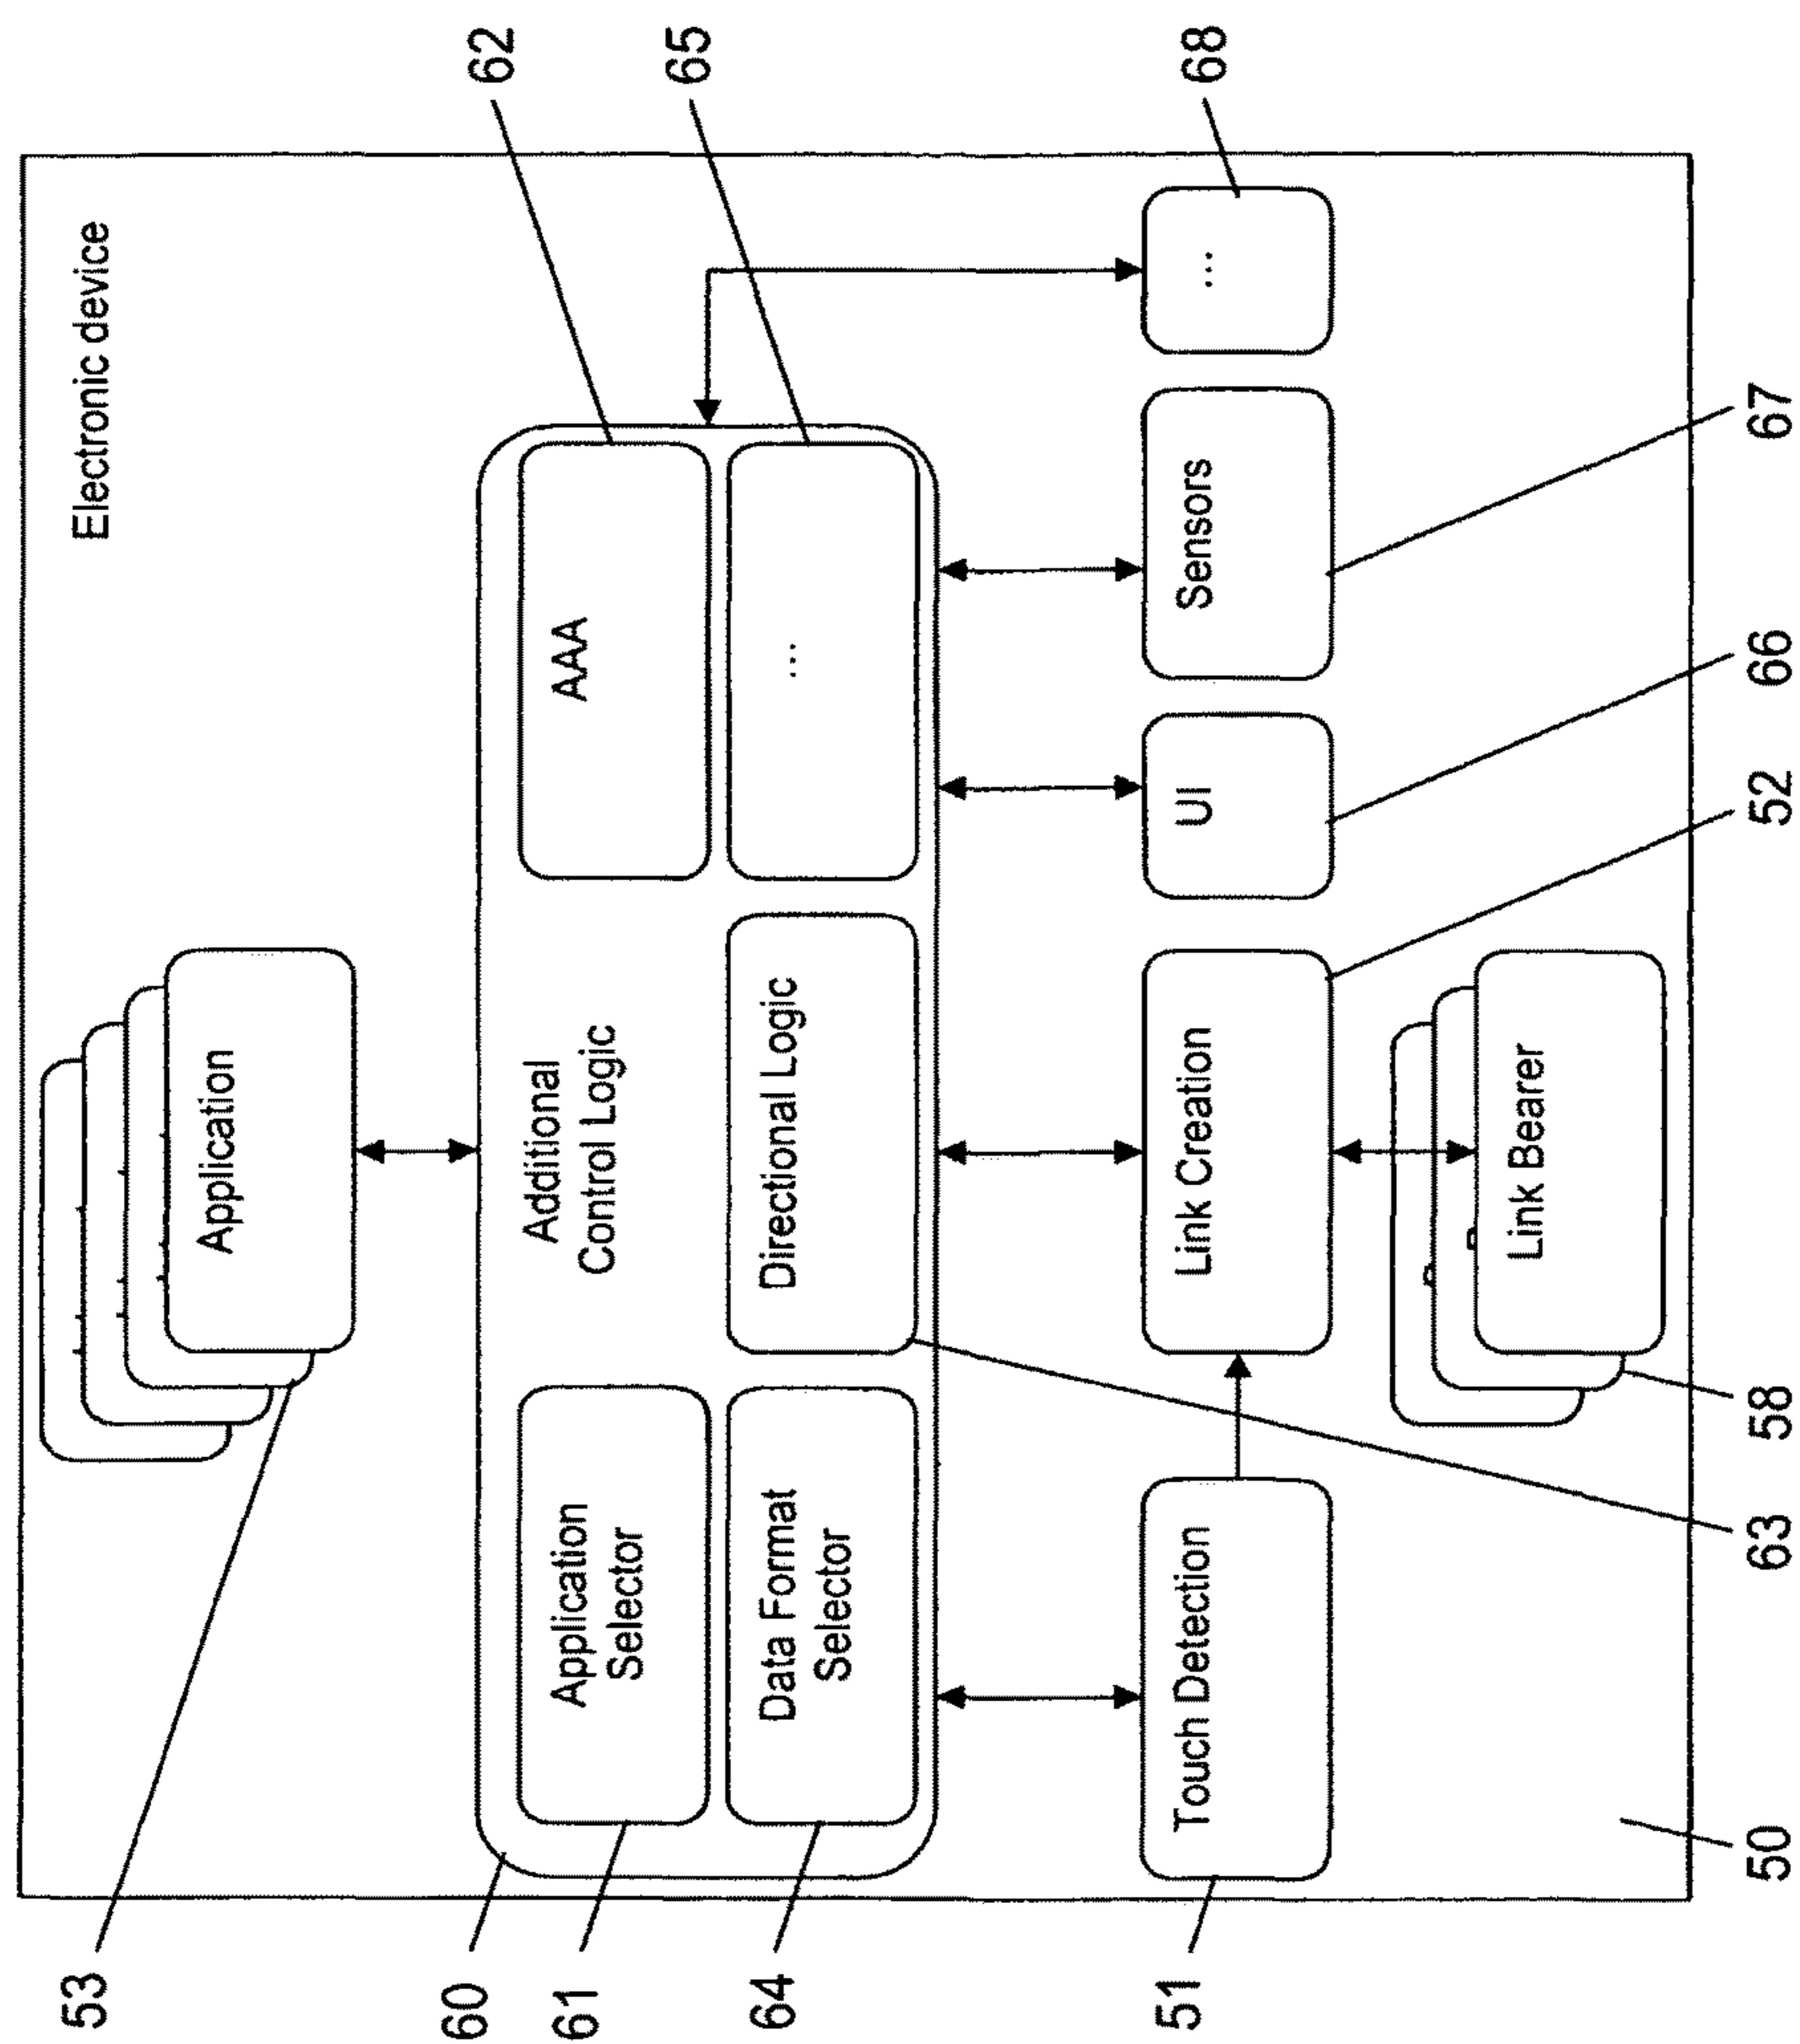 Electronic device
Application
Additional
Control Logic
Application
Selector
AAA
Data Format
Selector
Directional Logic
...
Touch Detection
Link Creation
UI
Sensors
...
Link Bearer
53
60
61
64
51
62
65
68
50
63
58
52
66
67